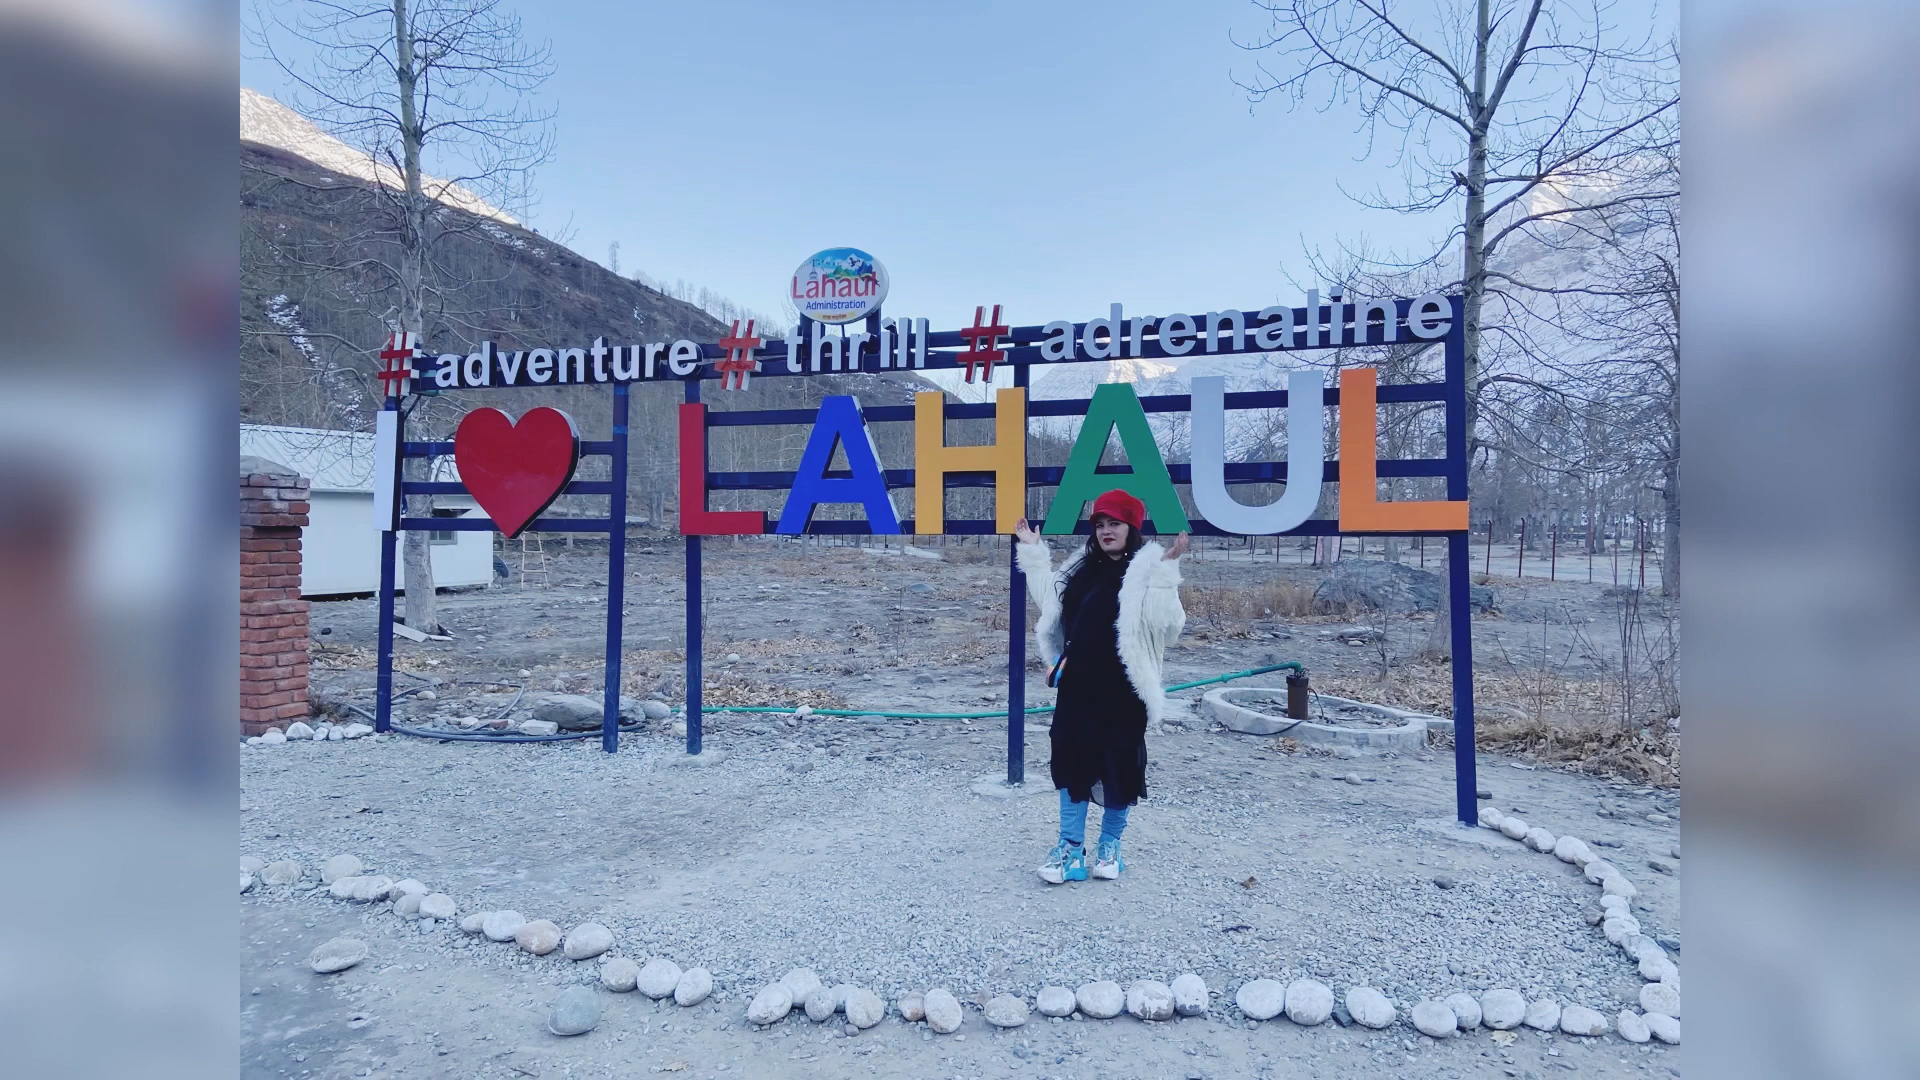 Lahaul
Administration
# adventure # thrill # adrenaline
I ❤ LAHAUL